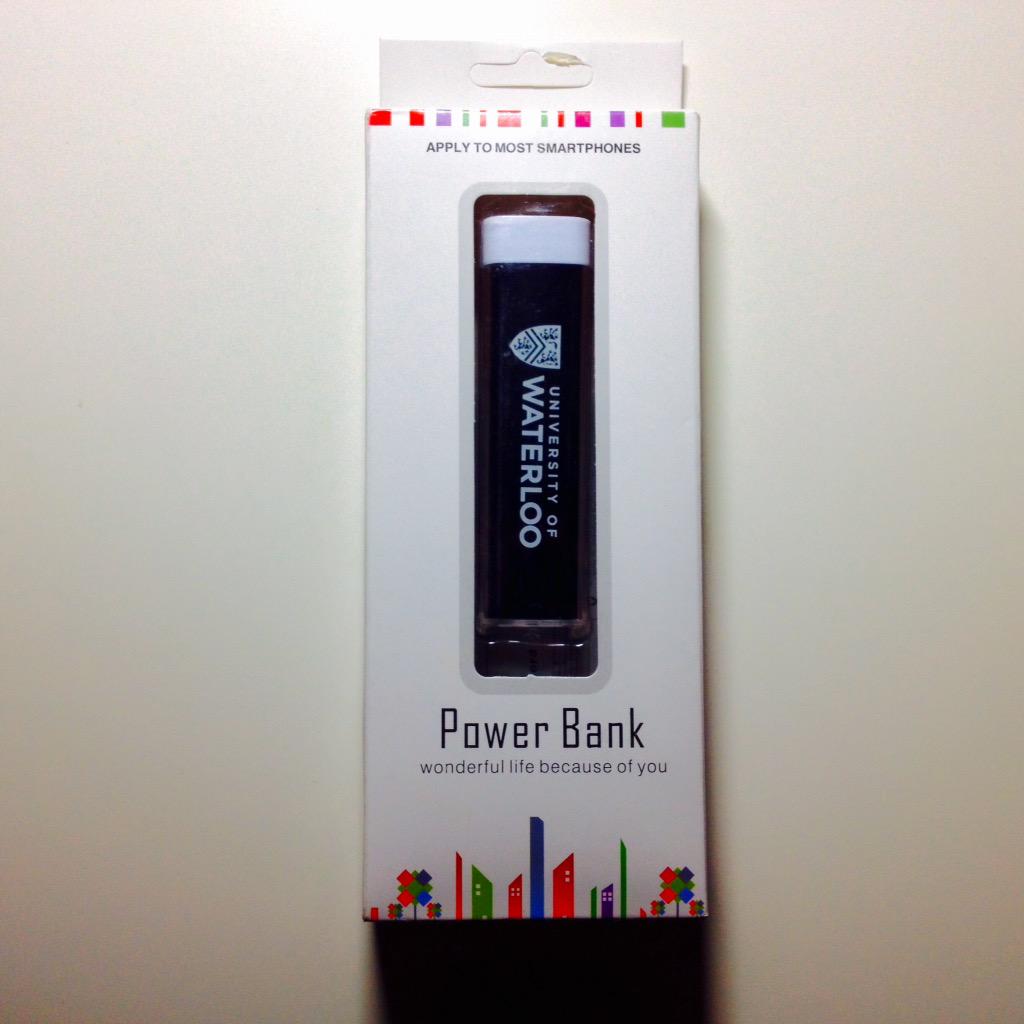 APPLY TO MOST SMARTPHONES
UNIVERSITY OF
WATERLOO
Power Bank
wonderful life because of you